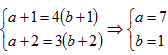 {a+1=4(b+1) ⇒ {a=7
{a+2=3(b+2) {b=1